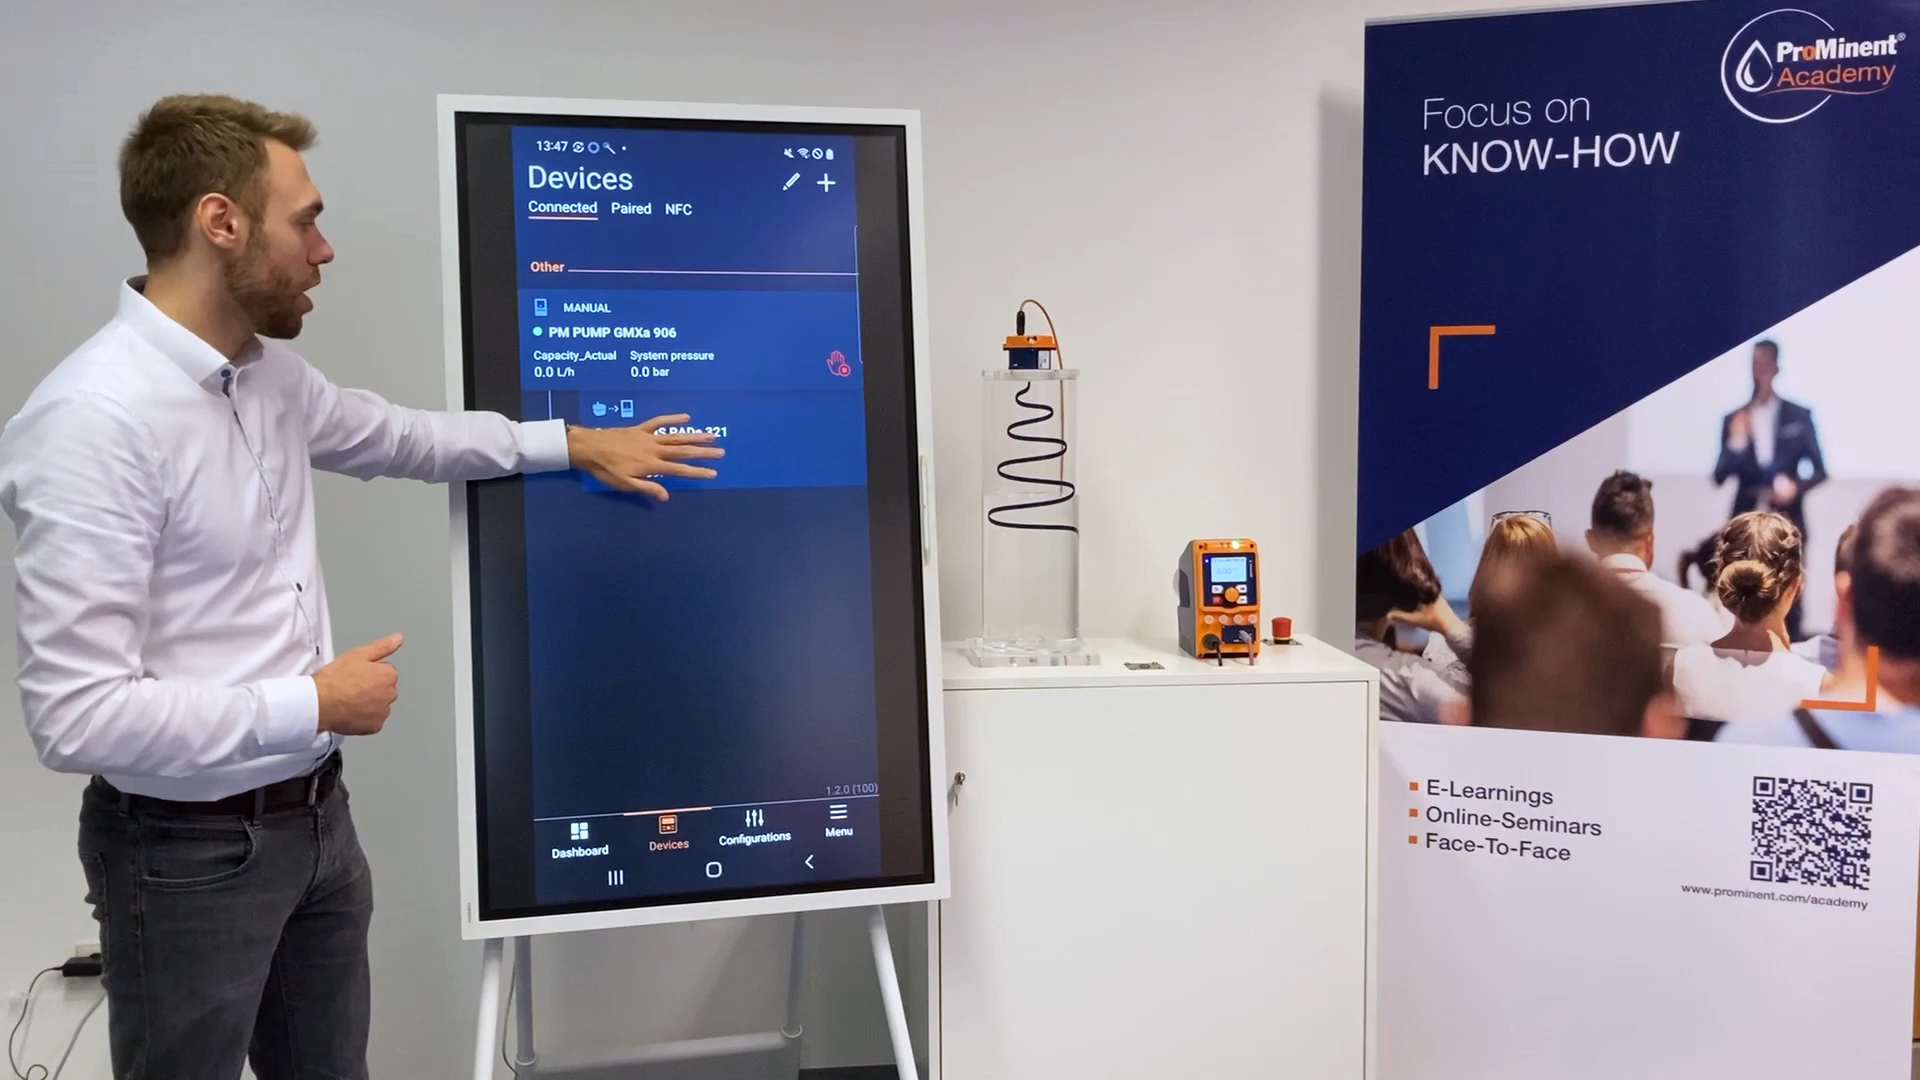 13:47
Devices
Connected Paired NFC
Other
MANUAL
PM PUMP GMXa 906
Capacity_Actual System pressure
0.0 L/h 0.0 bar
321
1.2.0 (100)
Dashboard Devices Configurations Menu
ProMinent®
Academy
Focus on
KNOW-HOW
E-Learnings
Online-Seminars
Face-To-Face
www.prominent.com/academy